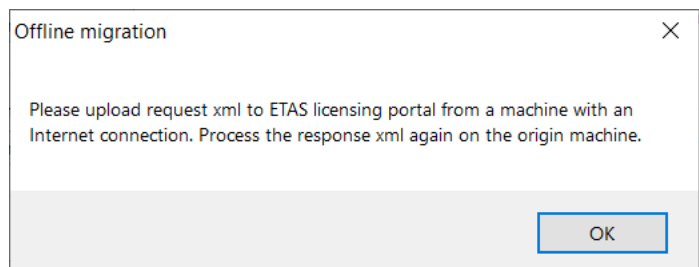 Offline migration
Please upload request xml to ETAS licensing portal from a machine with an
Internet connection. Process the response xml again on the origin machine.
OK